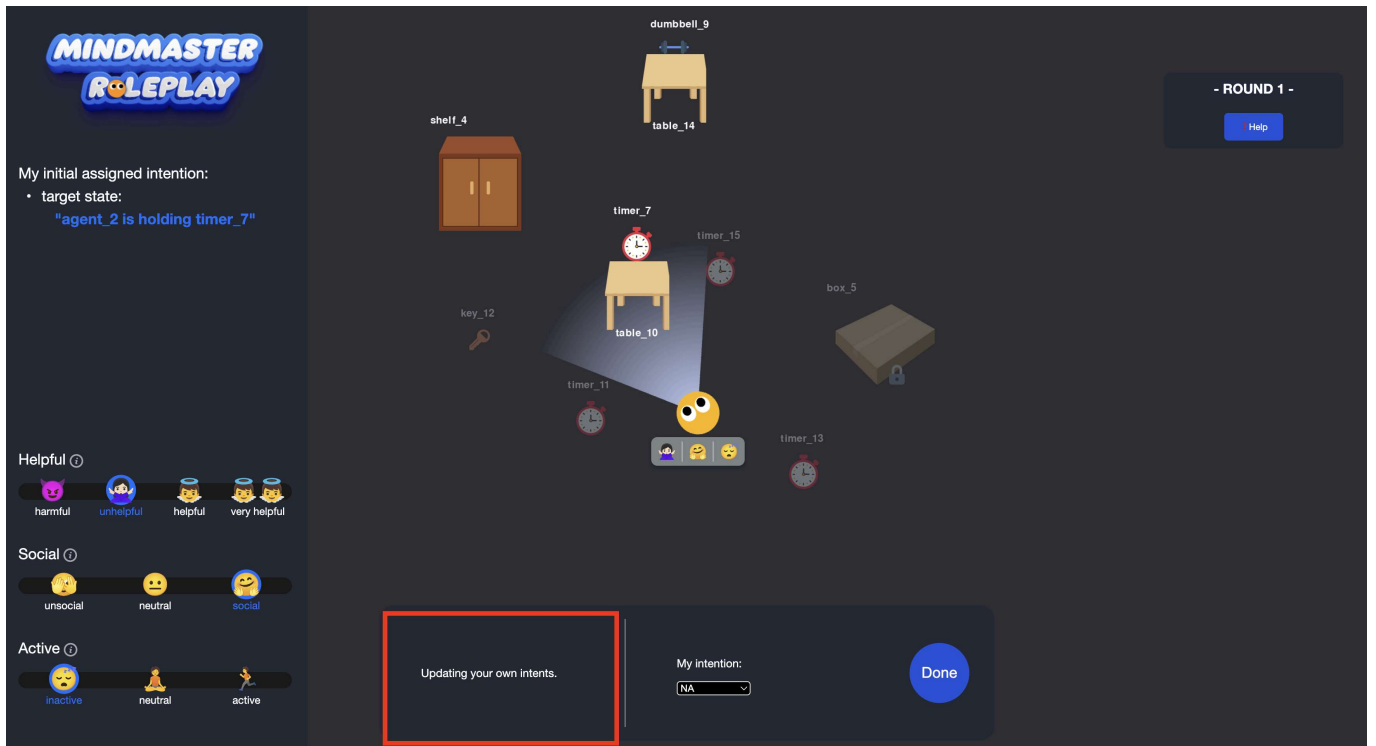 MINDMASTER
ROLEPLAY
My initial assigned intention:
• target state:
"agent_2 is holding timer_7"
Helpful
harmful
unhelpful
helpful
very helpful
Social
unsocial
neutral
social
Active
inactive
neutral
active
dumbbell_9
table_14
shelf_4
timer_7
timer_15
table_10
key_12
box_5
timer_11
timer_13
- ROUND 1 -
Help
Updating your own intents.
My intention:
NA
Done